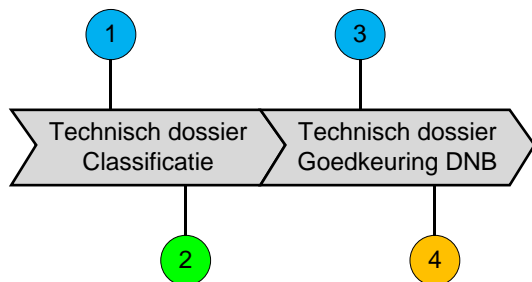 1
3
Technisch dossier
Classificatie
Technisch dossier
Goedkeuring DNB
2
4